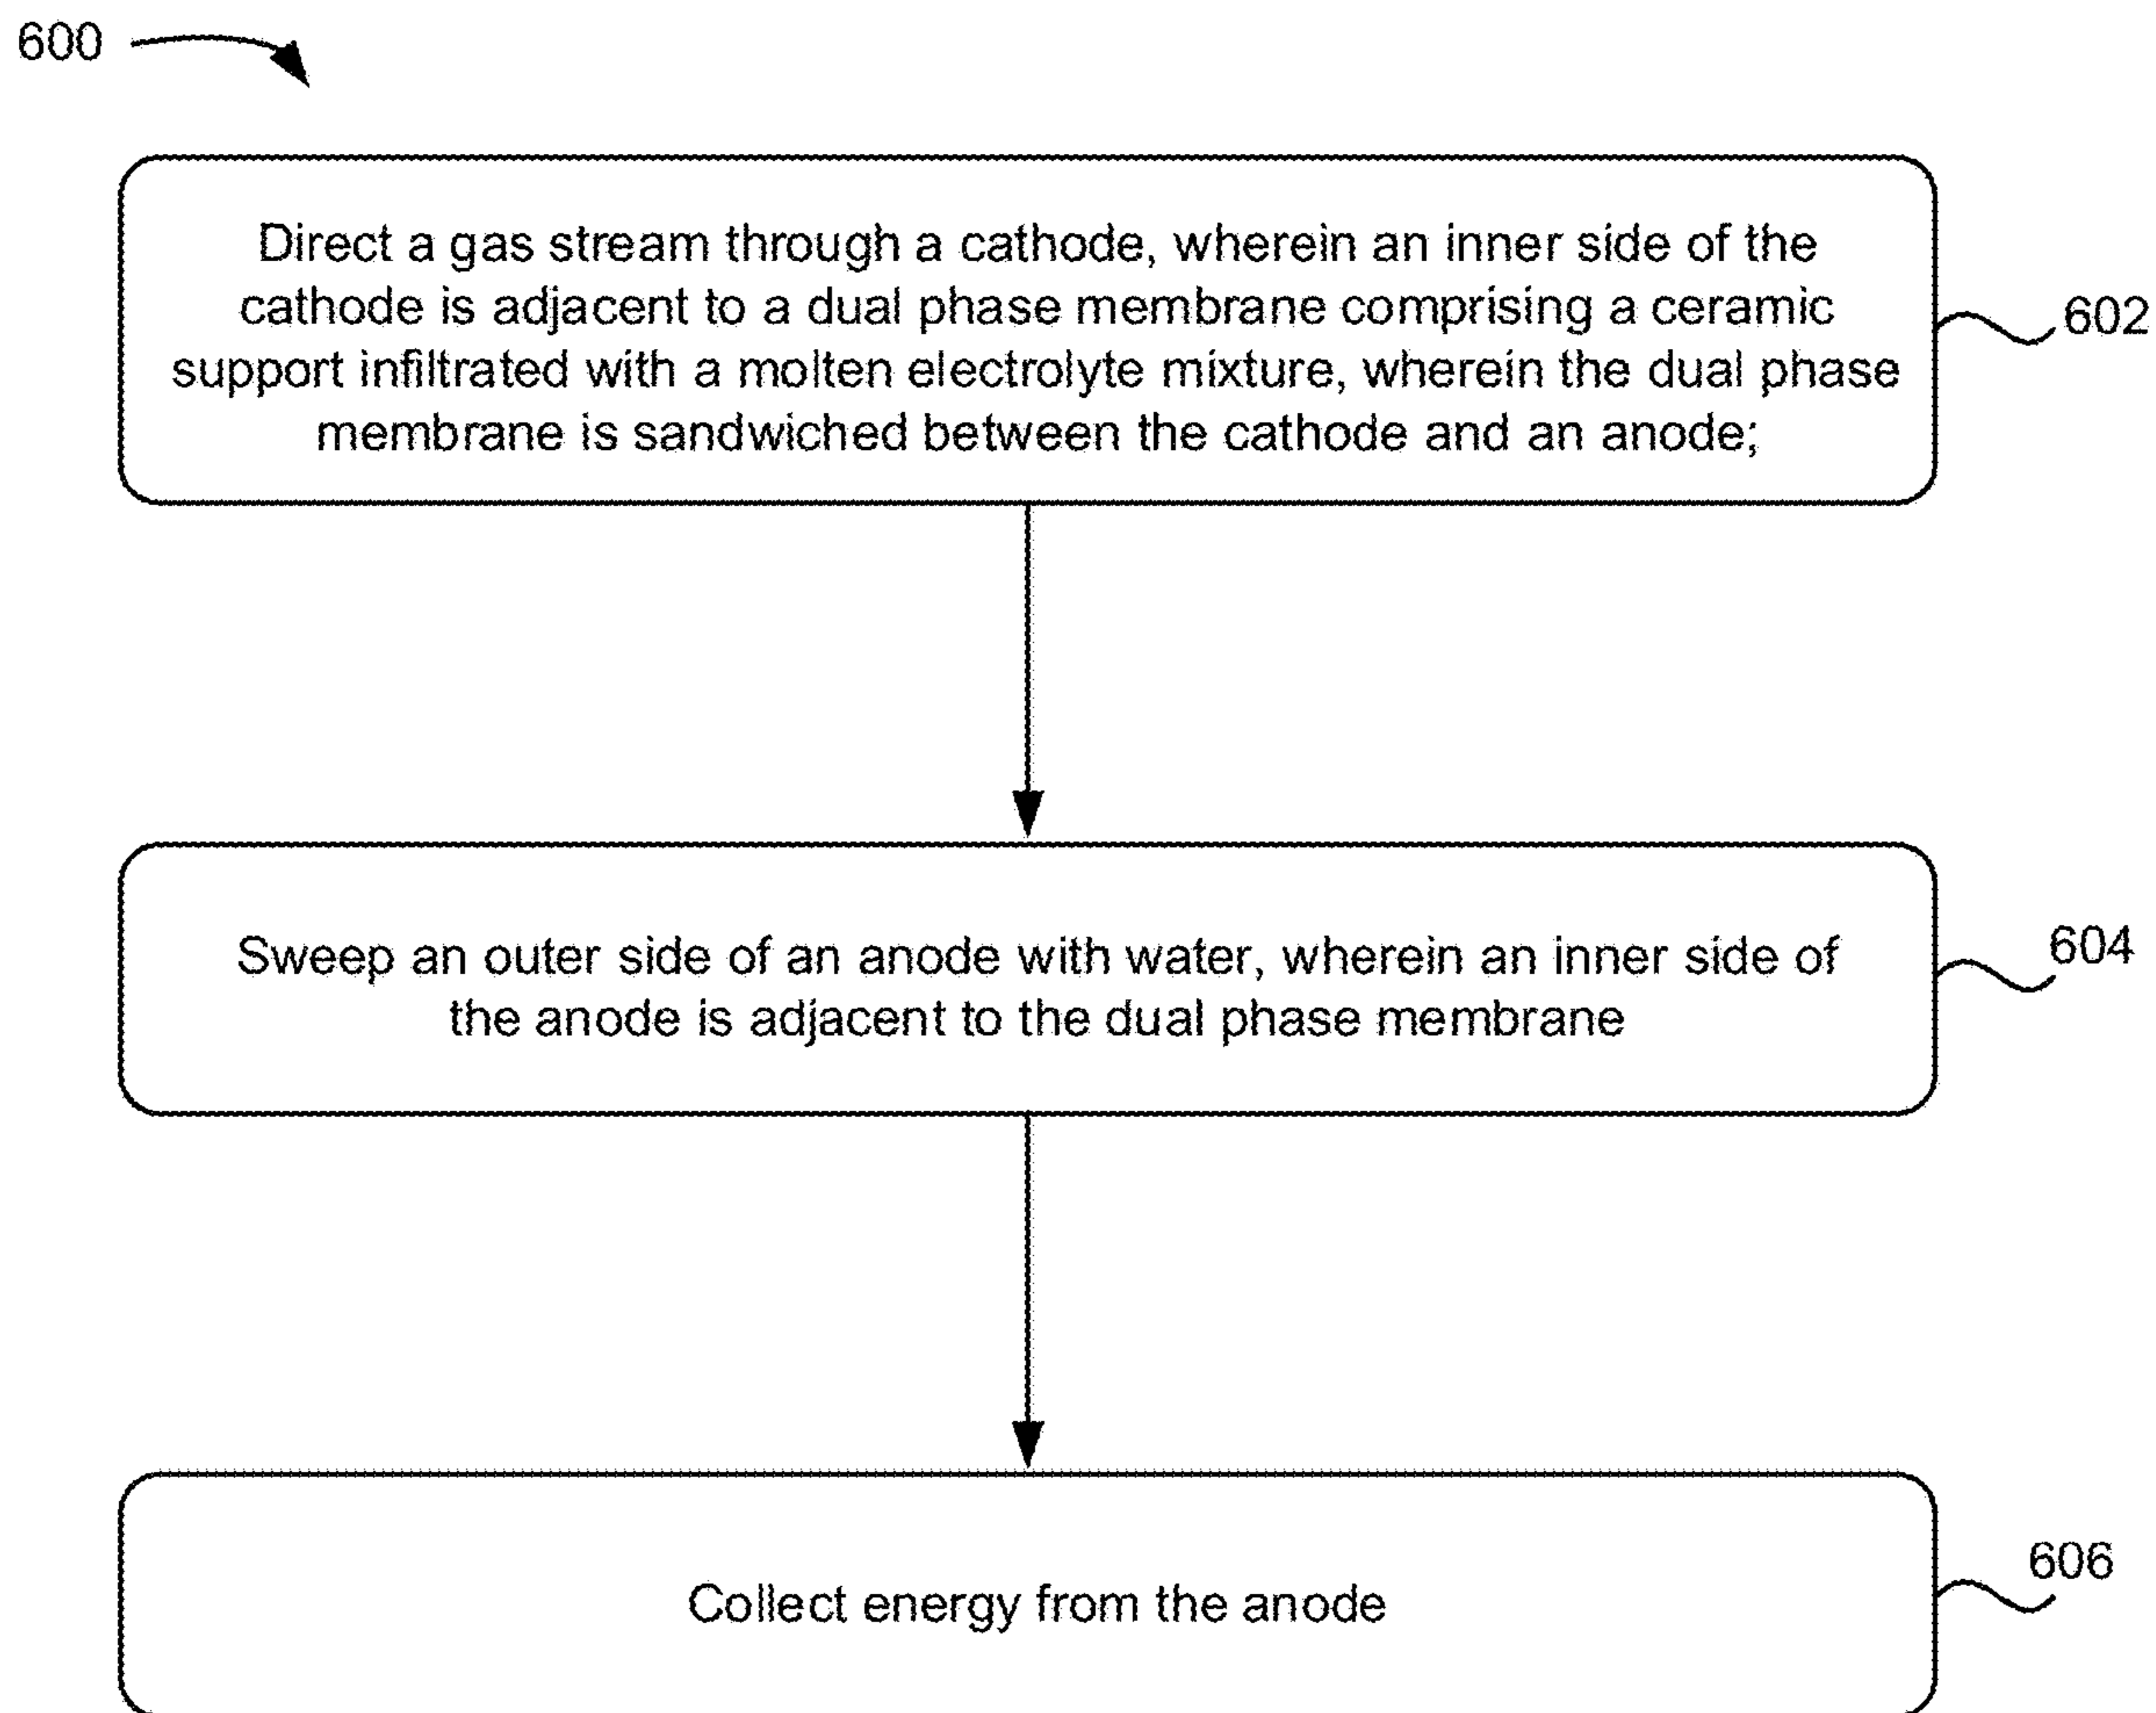 600
Direct a gas stream through a cathode, wherein an inner side of the
cathode is adjacent to a dual phase membrane comprising a ceramic
support infiltrated with a molten electrolyte mixture, wherein the dual phase
membrane is sandwiched between the cathode and an anode;
602
Sweep an outer side of an anode with water, wherein an inner side of
the anode is adjacent to the dual phase membrane
604
Collect energy from the anode
606